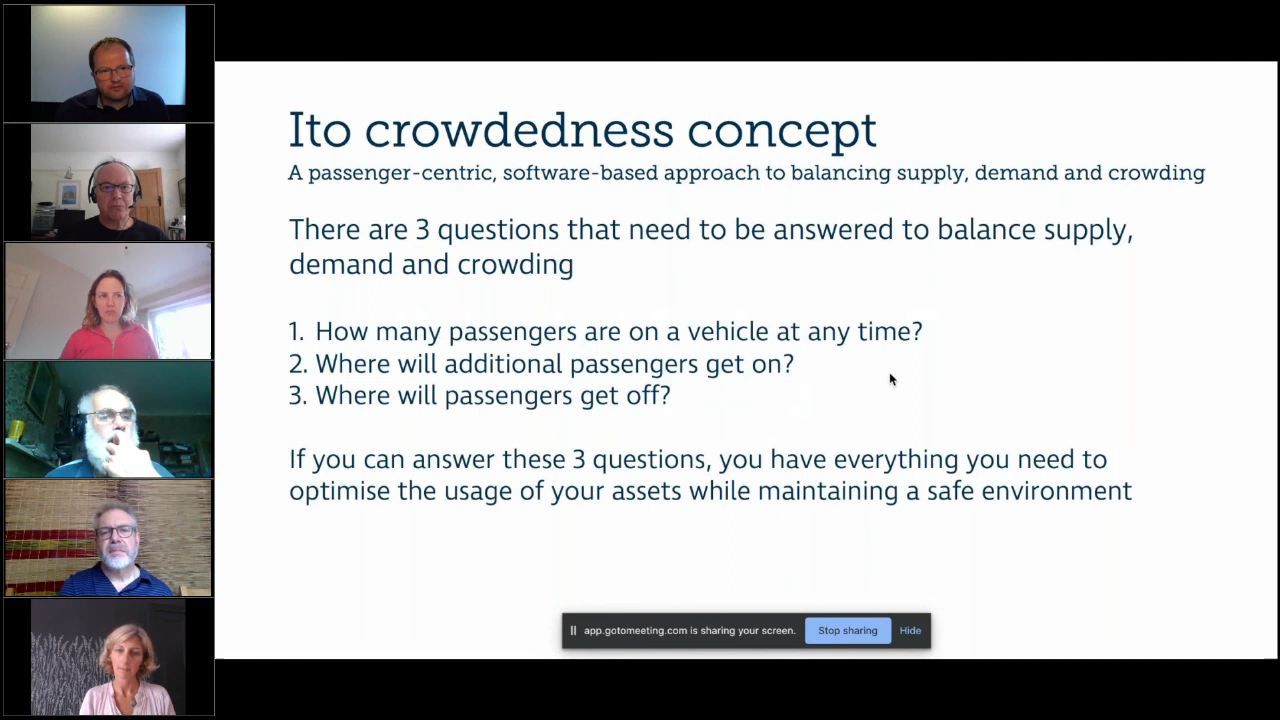 Ito crowdedness concept
A passenger-centric, software-based approach to balancing supply, demand and crowding
There are 3 questions that need to be answered to balance supply,
demand and crowding
1. How many passengers are on a vehicle at any time?
2. Where will additional passengers get on?
3. Where will passengers get off?
If you can answer these 3 questions, you have everything you need to
optimise the usage of your assets while maintaining a safe environment
app.gotomeeting.com is sharing your screen. Stop sharing Hide